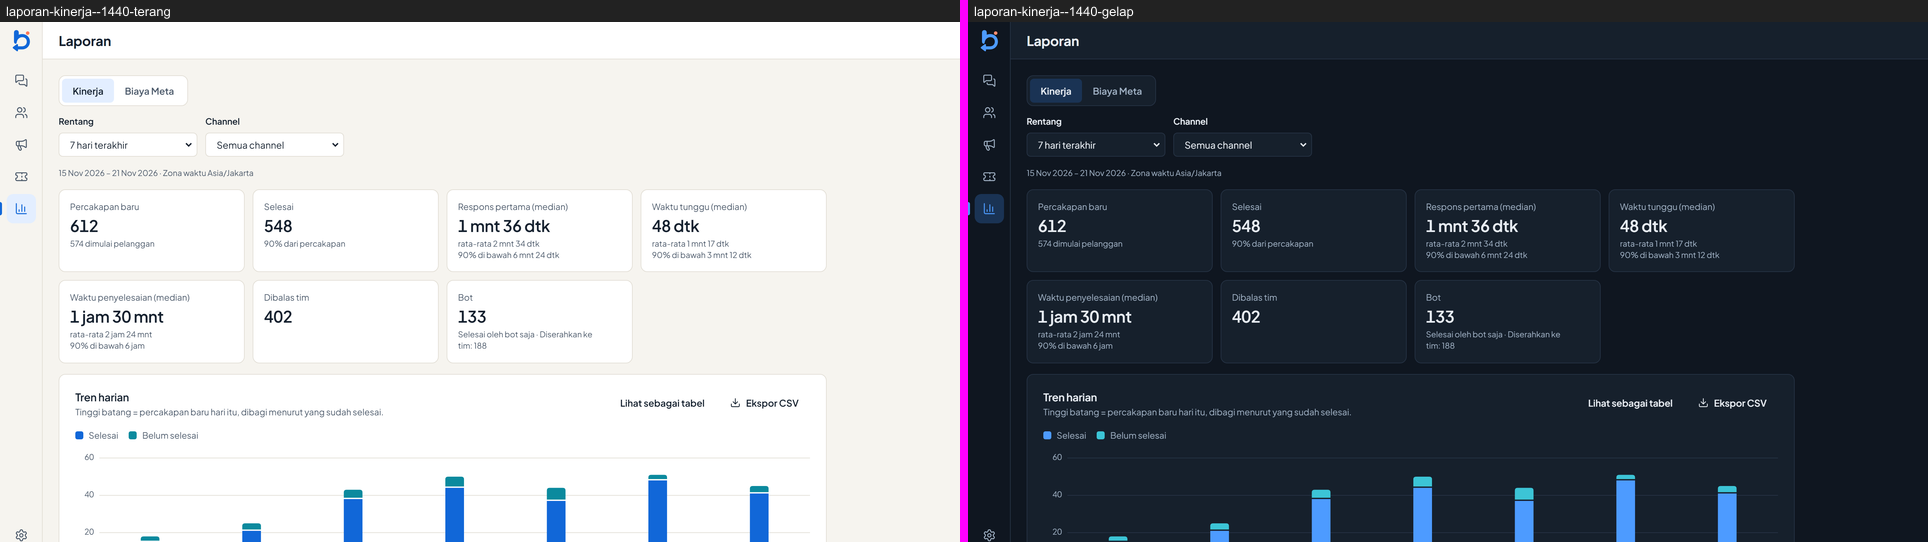 laporan-kinerja--1440-terang
Laporan
Kinerja
Biaya Meta
Rentang
Channel
7 hari terakhir
Semua channel
15 Nov 2026 – 21 Nov 2026 · Zona waktu Asia/Jakarta
Percakapan baru
612
574 dimulai pelanggan
Selesai
548
90% dari percakapan
Respons pertama (median)
1 mnt 36 dtk
rata-rata 2 mnt 34 dtk
90% di bawah 6 mnt 24 dtk
Waktu tunggu (median)
48 dtk
rata-rata 1 mnt 17 dtk
90% di bawah 3 mnt 12 dtk
Waktu penyelesaian (median)
1 jam 30 mnt
rata-rata 2 jam 24 mnt
90% di bawah 6 jam
Dibalas tim
402
Bot
133
Selesai oleh bot saja · Diserahkan ke
tim: 188
Tren harian
Tinggi batang = percakapan baru hari itu, dibagi menurut yang sudah selesai.
Lihat sebagai tabel
Ekspor CSV
Selesai
Belum selesai
60
40
20
laporan-kinerja--1440-gelap
Laporan
Kinerja
Biaya Meta
Rentang
Channel
7 hari terakhir
Semua channel
15 Nov 2026 – 21 Nov 2026 · Zona waktu Asia/Jakarta
Percakapan baru
612
574 dimulai pelanggan
Selesai
548
90% dari percakapan
Respons pertama (median)
1 mnt 36 dtk
rata-rata 2 mnt 34 dtk
90% di bawah 6 mnt 24 dtk
Waktu tunggu (median)
48 dtk
rata-rata 1 mnt 17 dtk
90% di bawah 3 mnt 12 dtk
Waktu penyelesaian (median)
1 jam 30 mnt
rata-rata 2 jam 24 mnt
90% di bawah 6 jam
Dibalas tim
402
Bot
133
Selesai oleh bot saja · Diserahkan ke
tim: 188
Tren harian
Tinggi batang = percakapan baru hari itu, dibagi menurut yang sudah selesai.
Lihat sebagai tabel
Ekspor CSV
Selesai
Belum selesai
60
40
20